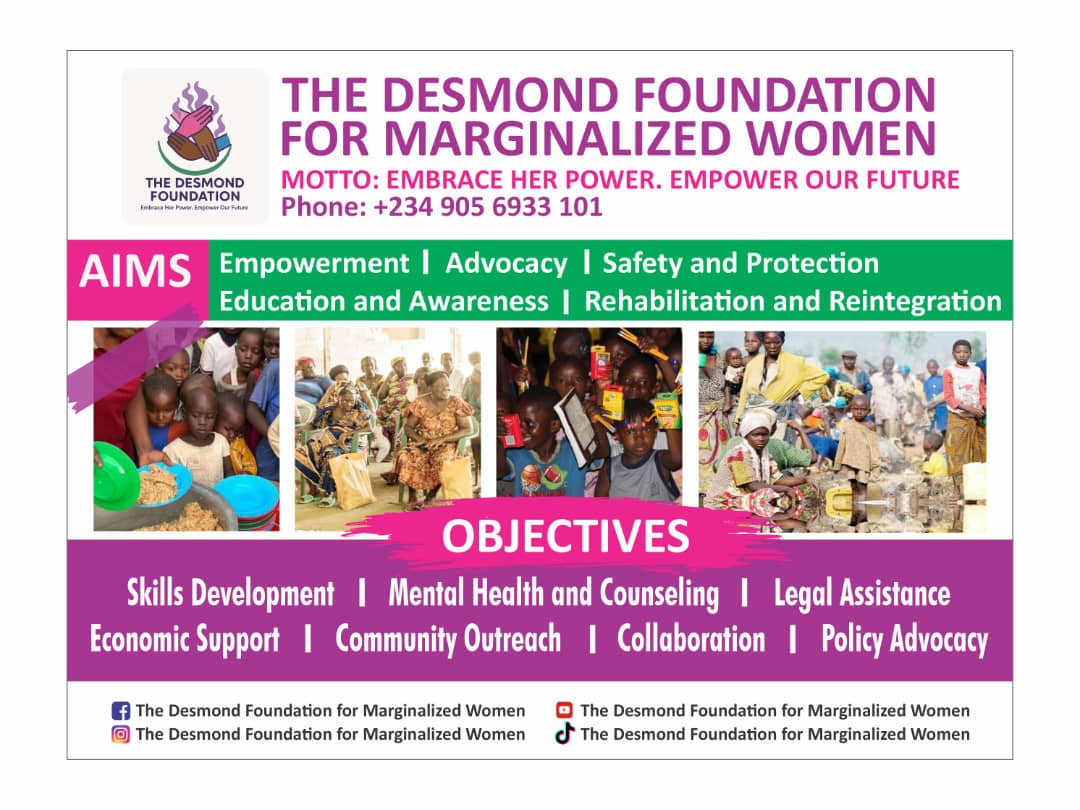 THE DESMOND FOUNDATION
FOR MARGINALIZED WOMEN
MOTTO: EMBRACE HER POWER. EMPOWER OUR FUTURE
Phone: +234 905 6933 101
THE DESMOND
FOUNDATION
Embrace Her Power. Empower Our Future
AIMS
Empowerment | Advocacy | Safety and Protection
Education and Awareness | Rehabilitation and Reintegration
OBJECTIVES
Skills Development | Mental Health and Counseling | Legal Assistance
Economic Support | Community Outreach | Collaboration | Policy Advocacy
The Desmond Foundation for Marginalized Women
The Desmond Foundation for Marginalized Women
The Desmond Foundation for Marginalized Women
The Desmond Foundation for Marginalized Women